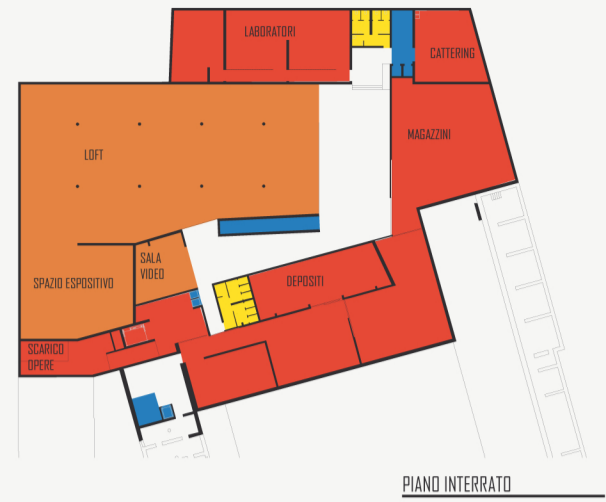 LABORATORI
CATTERING
MAGAZZINI
LOFT
SALA
VIDEO
SPAZIO ESPOSITIVO
DEPOSITI
SCARICO
OPERE
PIANO INTERRATO